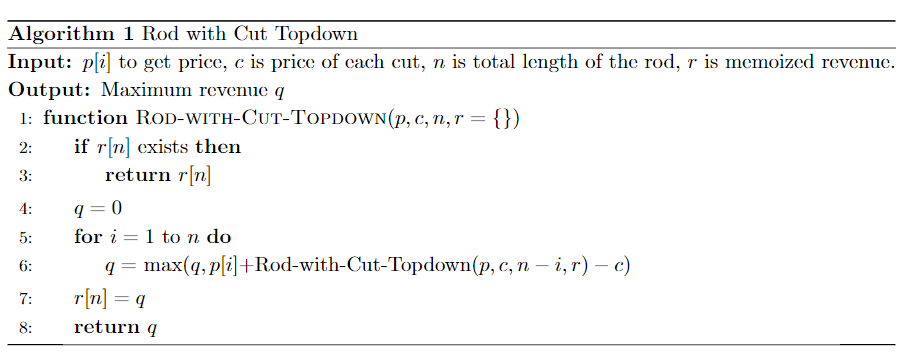 Algorithm 1 Rod with Cut Topdown
Input: p[i] to get price, c is price of each cut, n is total length of the rod, r is memoized revenue.
Output: Maximum revenue q
1: function ROD-WITH-CUT-TOPDOWN(p, c, n, r = {})
2: if r[n] exists then
3: return r[n]
4: q = 0
5: for i = 1 to n do
6: q = max(q, p[i]+Rod-with-Cut-Topdown(p, c, n − i, r) − c)
7: r[n] = q
8: return q